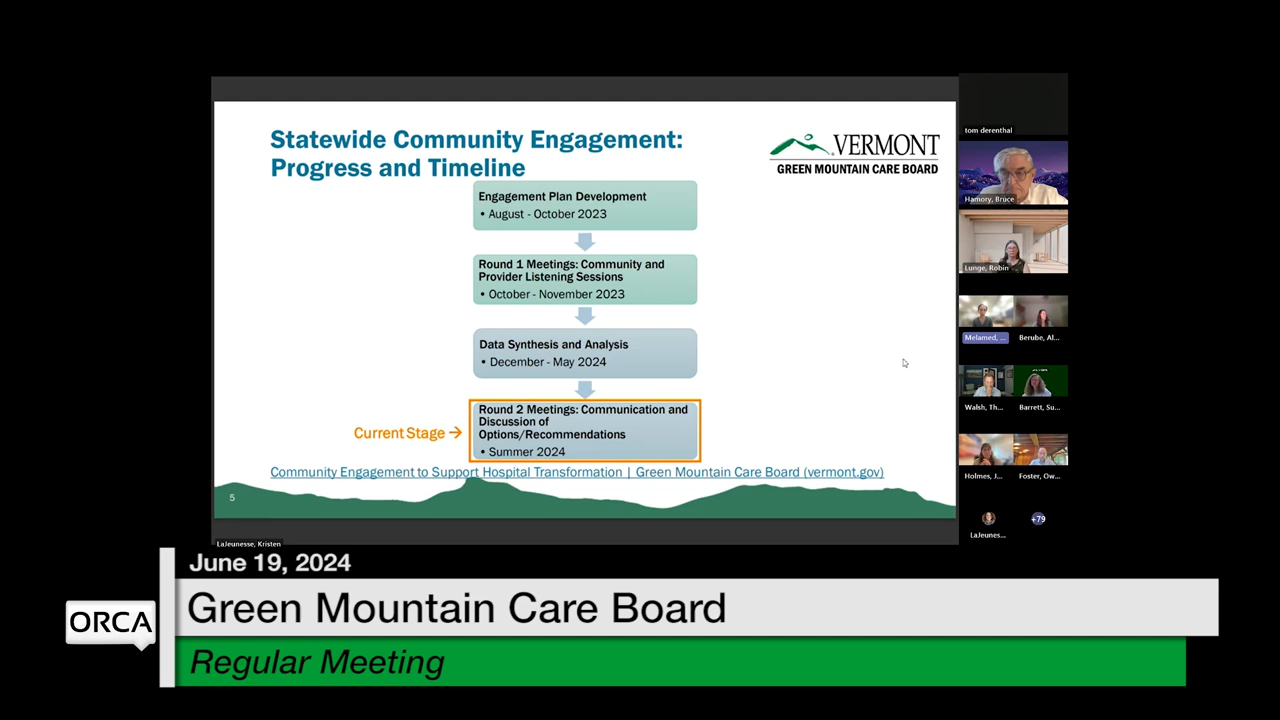 Statewide Community Engagement:
Progress and Timeline
VERMONT
GREEN MOUNTAIN CARE BOARD
Engagement Plan Development
• August - October 2023
Round 1 Meetings: Community and
Provider Listening Sessions
• October - November 2023
Data Synthesis and Analysis
• December - May 2024
Current Stage →
Round 2 Meetings: Communication and
Discussion of
Options/Recommendations
• Summer 2024
Community Engagement to Support Hospital Transformation | Green Mountain Care Board (vermont.gov)
5
tom derenthal
Hamory, Bruce
Lunge, Robin
Melamed, ...
Berube, Al...
Walsh, Th...
Barrett, Su...
Holmes, J...
Foster, Ow...
LaJeunes...
+79
LaJeunesse, Kristen
June 19, 2024
ORCA
Green Mountain Care Board
Regular Meeting